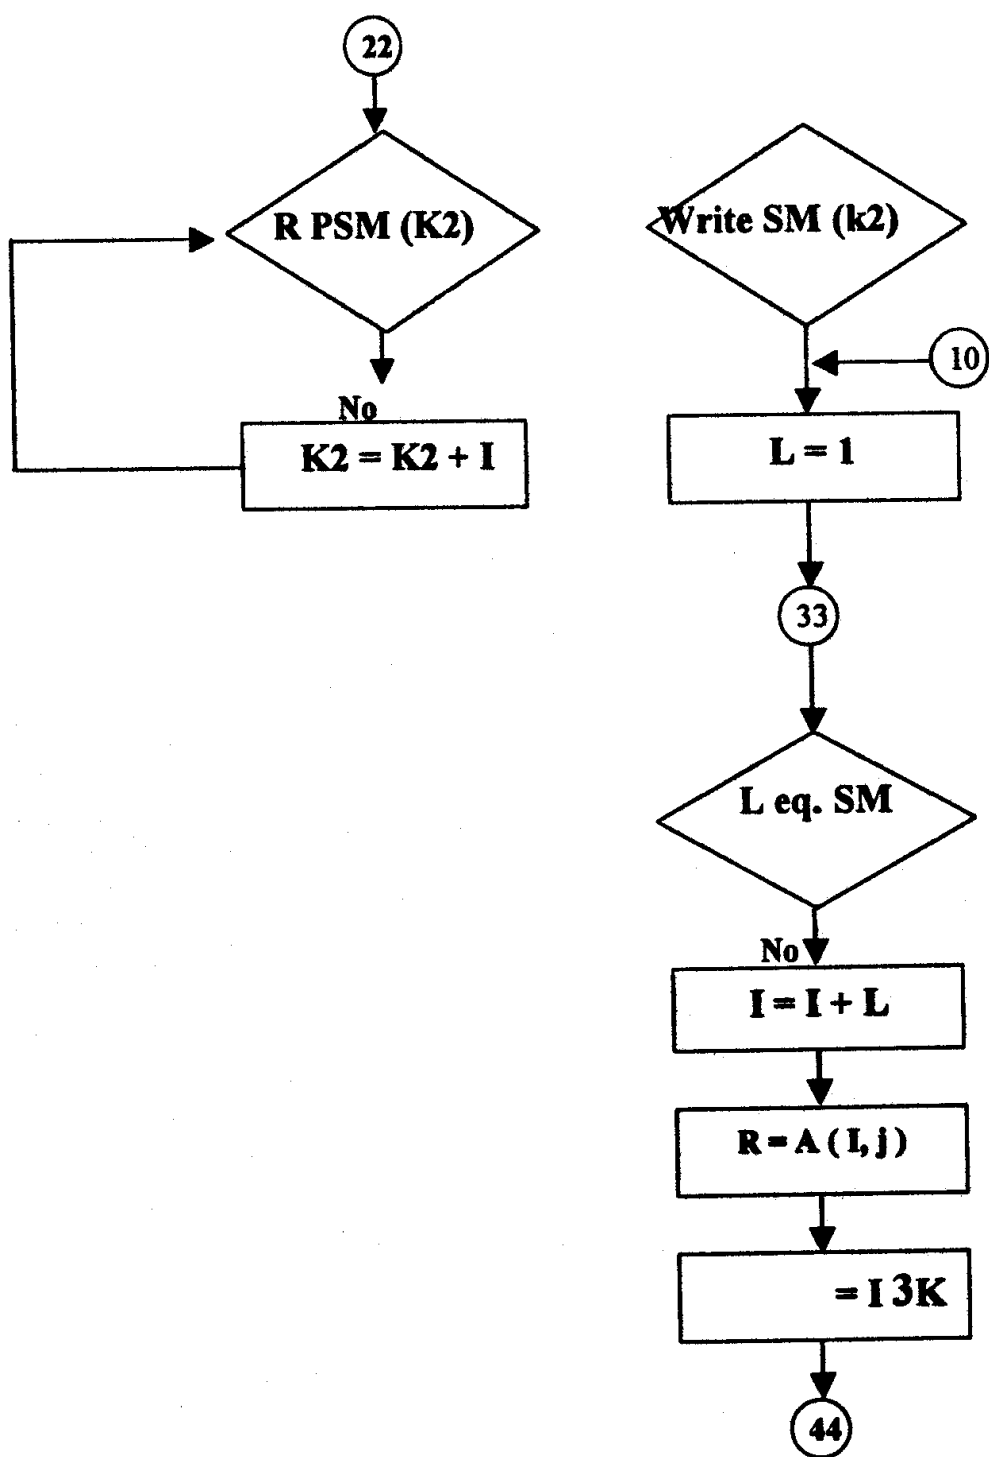 22
R PSM (K2)
No
K2 = K2 + I
Write SM (k2)
10
L = 1
33
L eq. SM
No
I = I + L
R = A ( I, j )
= I 3K
44